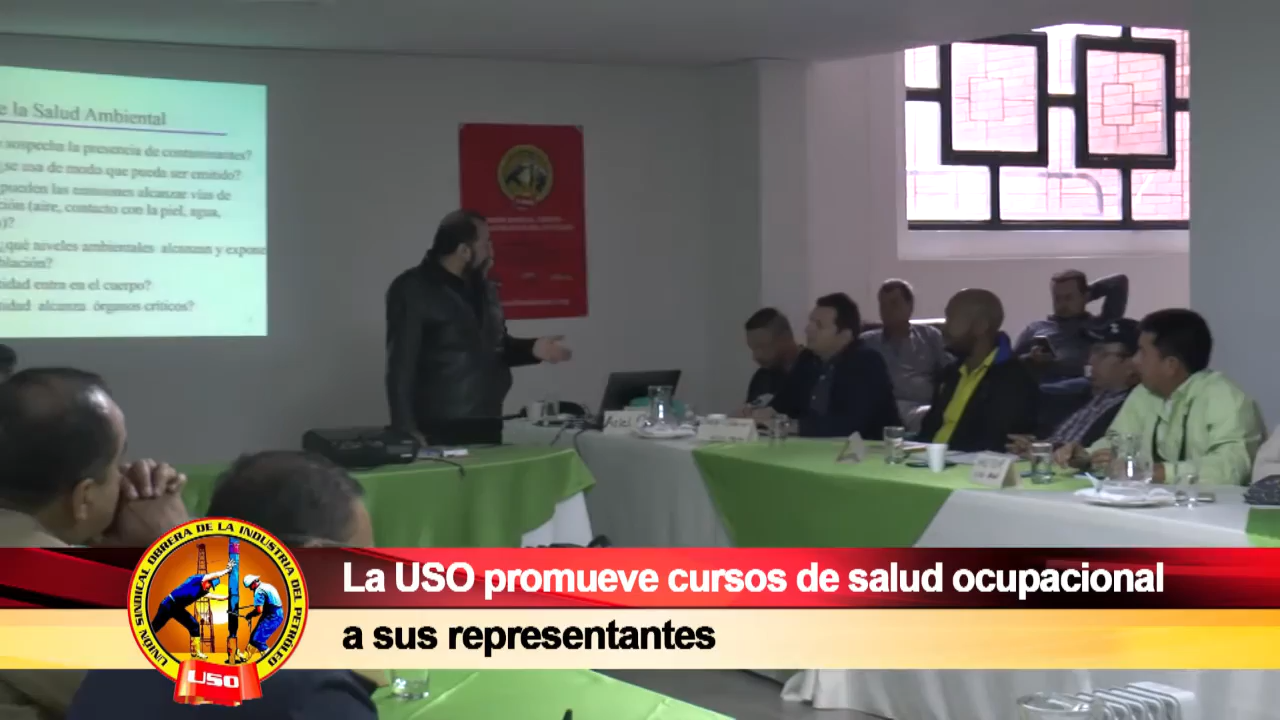 e la Salud Ambiental
sospecha la presencia de contaminantes?
¿se usa de modo que pueda ser emitido?
pueden las emisiones alcanzar vías de
ción (aire, contacto con la piel, agua,
)?
¿qué niveles ambientales alcanzan y expone
blación?
tidad entra en el cuerpo?
tidad alcanza órganos críticos?
La USO promueve cursos de salud ocupacional
a sus representantes
UNIÓN SINDICAL OBRERA DE LA INDUSTRIA DEL PETROLEO
USO